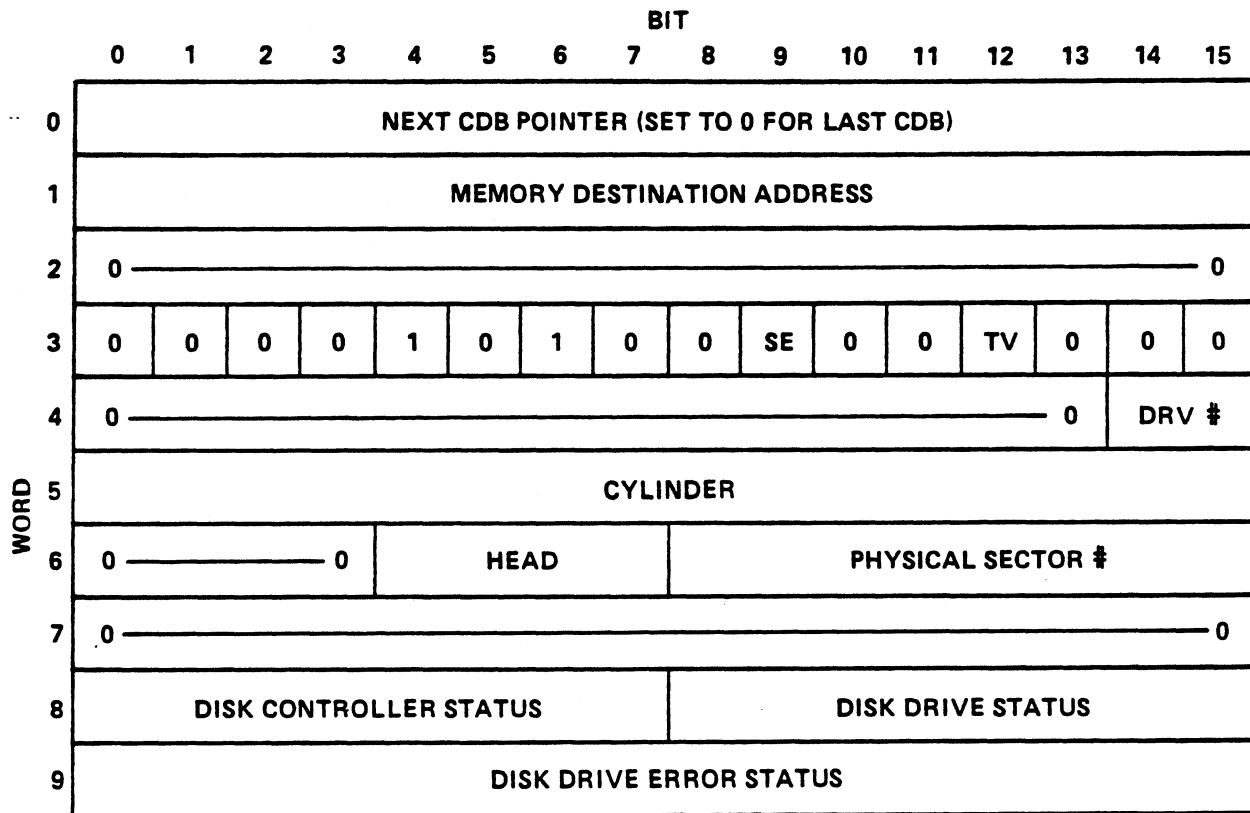 BIT
0 1 2 3 4 5 6 7 8 9 10 11 12 13 14 15
0 NEXT CDB POINTER (SET TO 0 FOR LAST CDB)
1 MEMORY DESTINATION ADDRESS
2 0 0
3 0 0 0 0 1 0 1 0 0 SE 0 0 TV 0 0 0
4 0 0 DRV #
WORD
5 CYLINDER
6 0 0 HEAD PHYSICAL SECTOR #
7 0 0
8 DISK CONTROLLER STATUS DISK DRIVE STATUS
9 DISK DRIVE ERROR STATUS